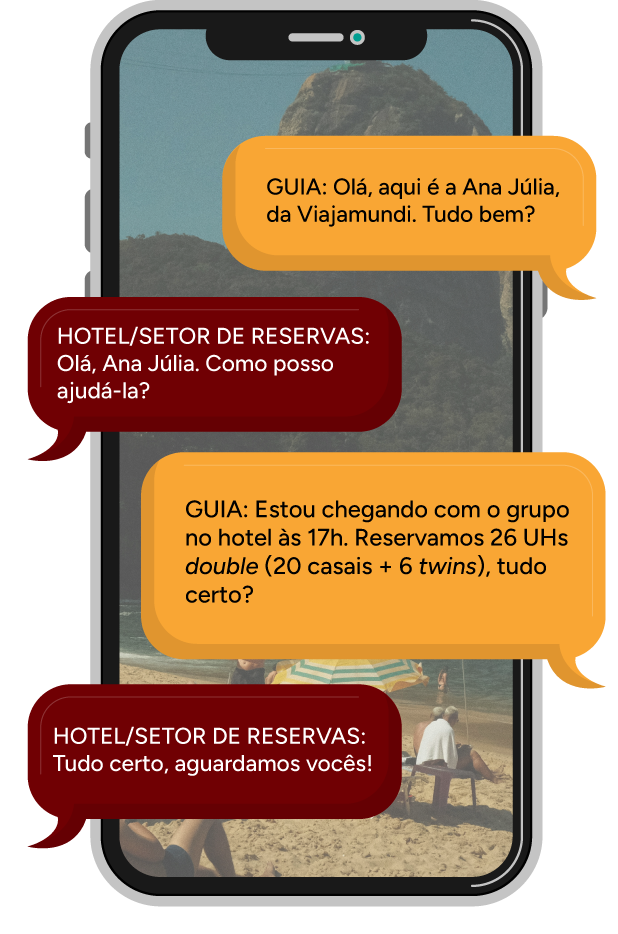 GUIA: Olá, aqui é a Ana Júlia,
da Viajamundi. Tudo bem?
HOTEL/SETOR DE RESERVAS:
Olá, Ana Júlia. Como posso
ajudá-la?
GUIA: Estou chegando com o grupo
no hotel às 17h. Reservamos 26 UHs
double (20 casais + 6 twins), tudo
certo?
HOTEL/SETOR DE RESERVAS:
Tudo certo, aguardamos vocês!